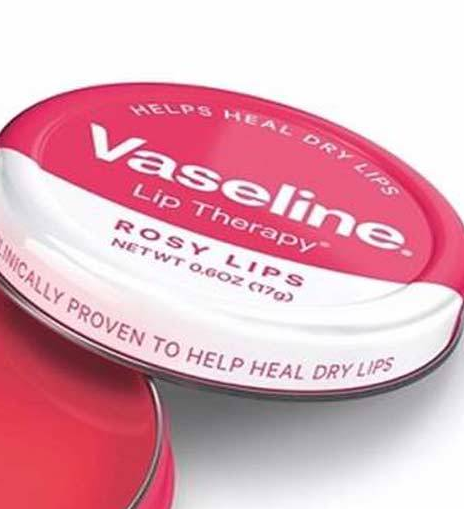 HELPS HEAL DRY LIPS
Vaseline®
Lip Therapy®
ROSY LIPS
NET WT 0.6OZ (17g)
CLINICALLY PROVEN TO HELP HEAL DRY LIPS